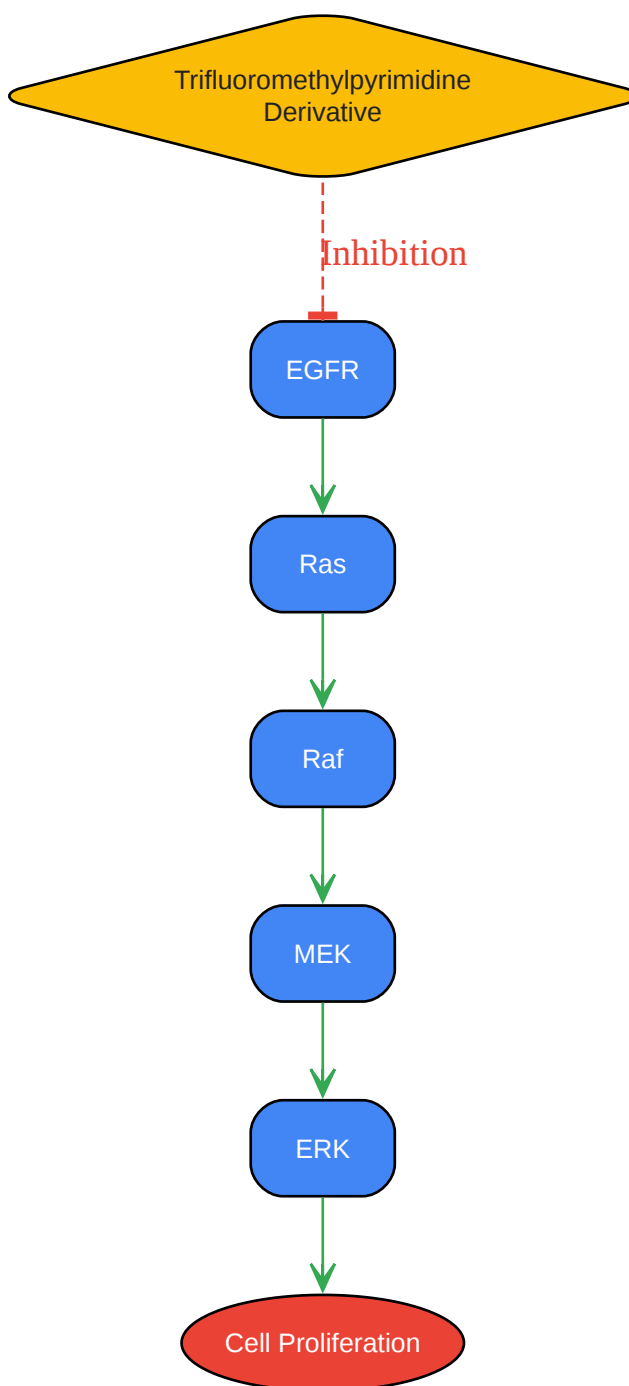 Trifluoromethylpyrimidine
Derivative
Inhibition
EGFR
Ras
Raf
MEK
ERK
Cell Proliferation